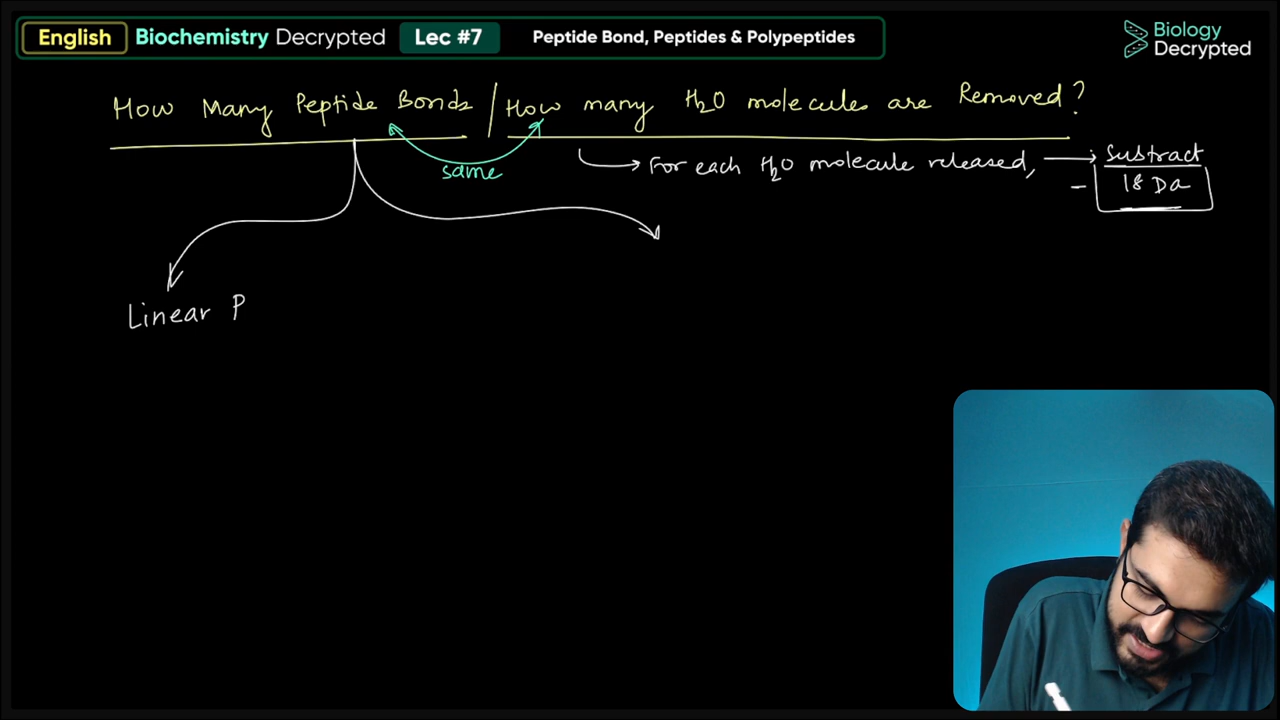 English Biochemistry Decrypted Lec #7 Peptide Bond, Peptides & Polypeptides
Biology
Decrypted
How Many Peptide Bonds / How many H₂O molecules are Removed?
same
For each H₂O molecule released, → Subtract
- 18 Da
Linear P